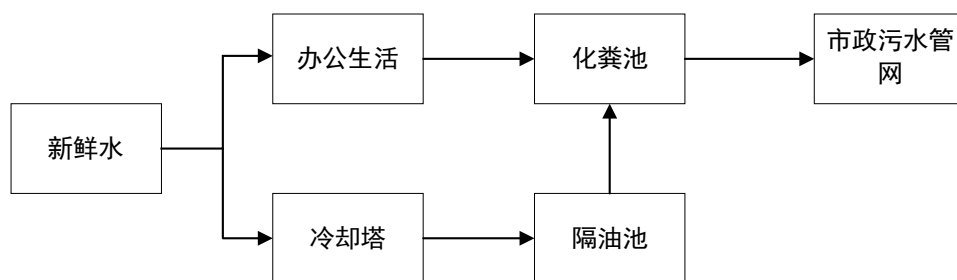 办公生活
化粪池
市政污水管
网
新鲜水
冷却塔
隔油池